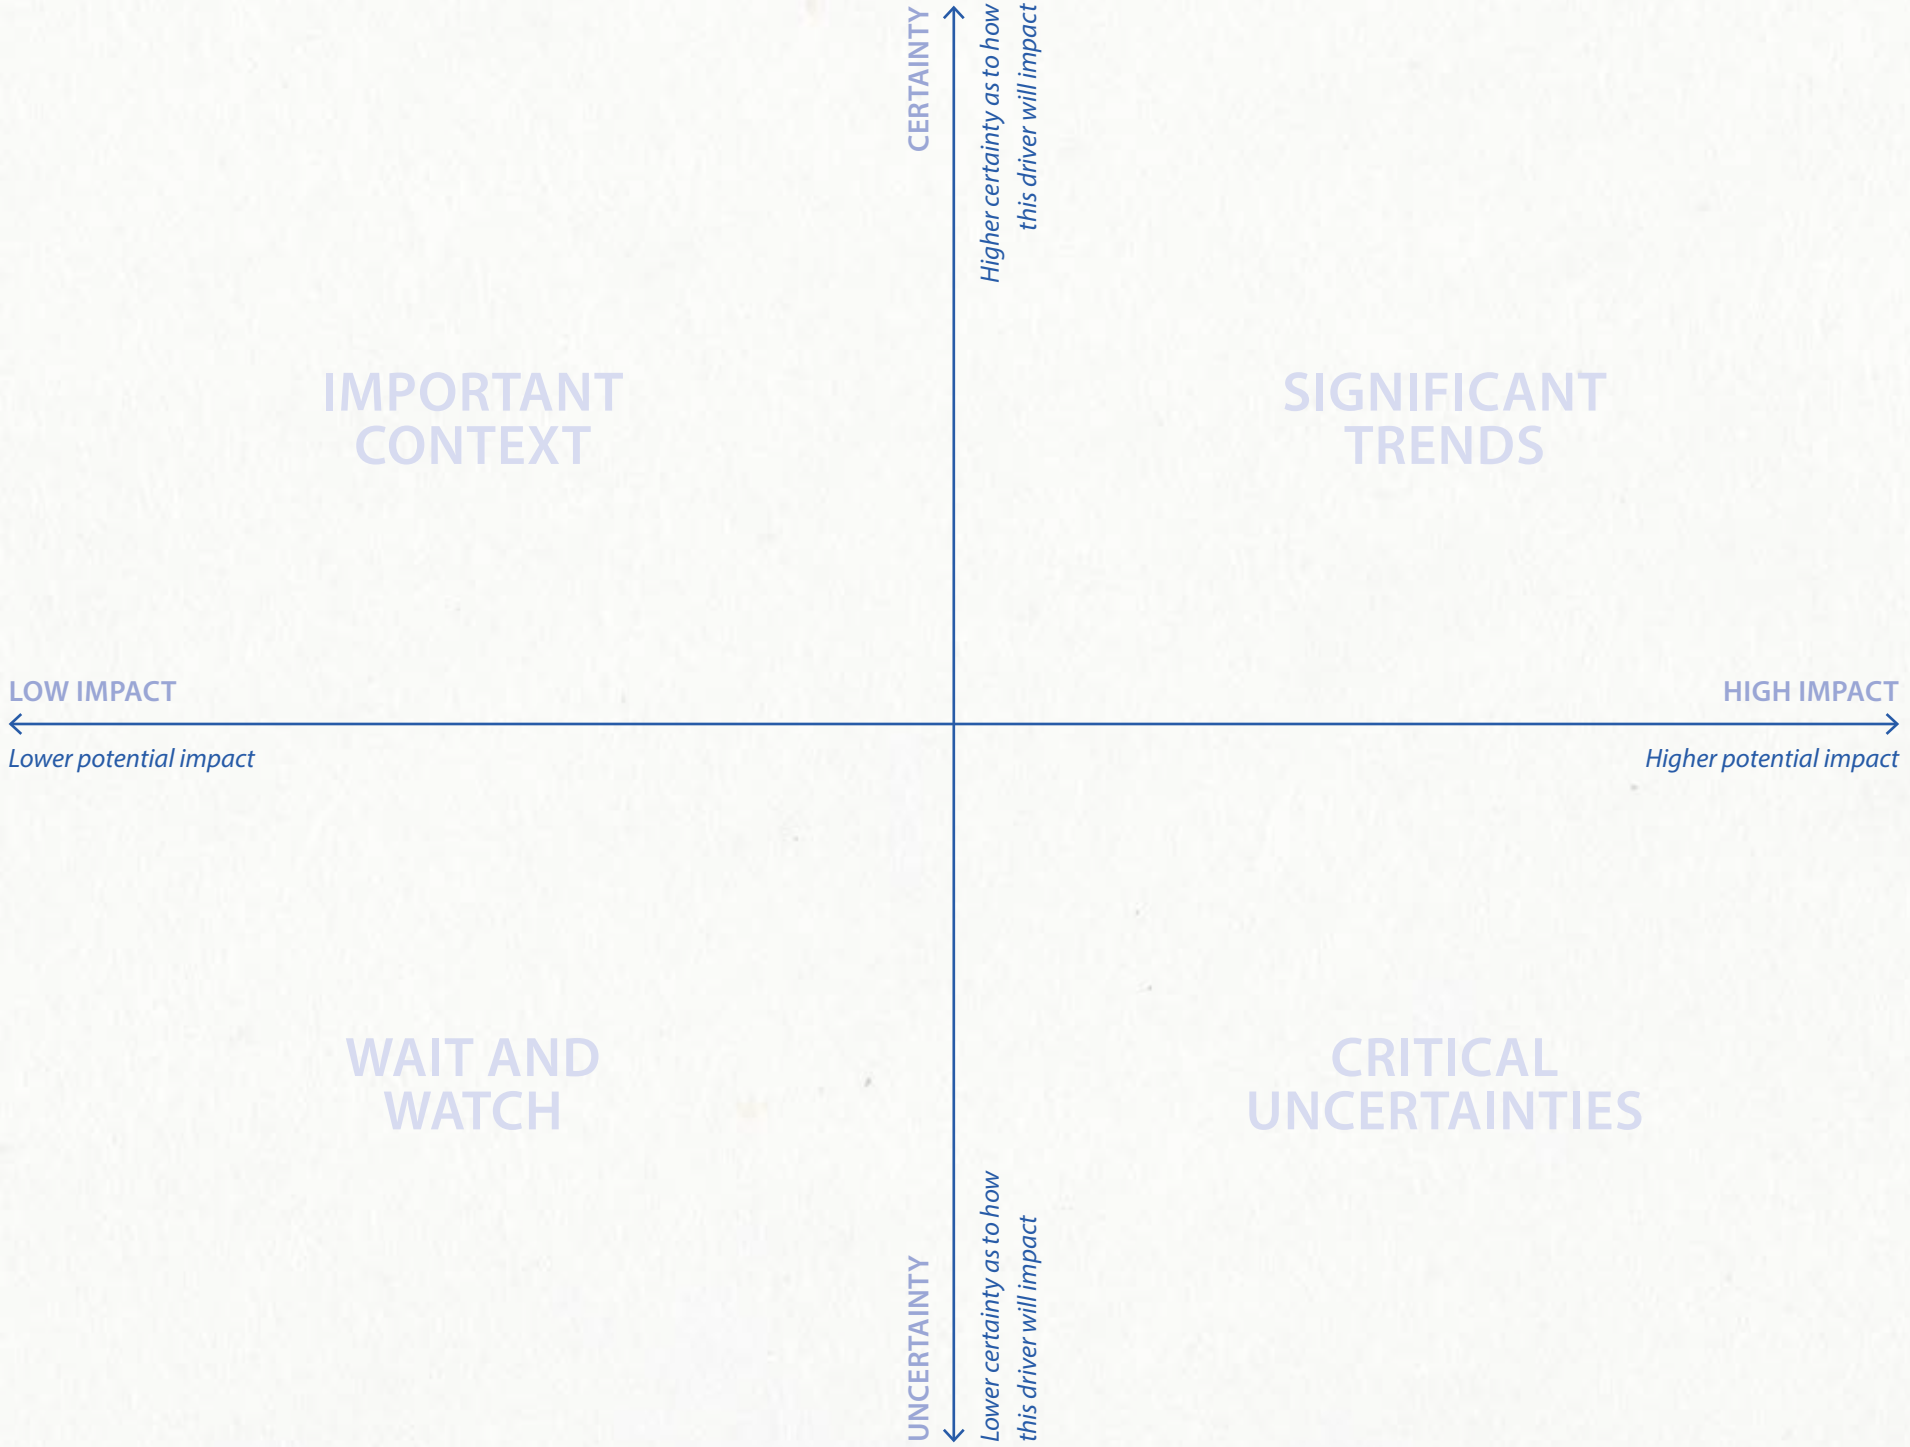 CERTAINTY
Higher certainty as to how
this driver will impact
IMPORTANT
CONTEXT
SIGNIFICANT
TRENDS
LOW IMPACT
HIGH IMPACT
Lower potential impact
Higher potential impact
WAIT AND
WATCH
CRITICAL
UNCERTAINTIES
UNCERTAINTY
Lower certainty as to how
this driver will impact